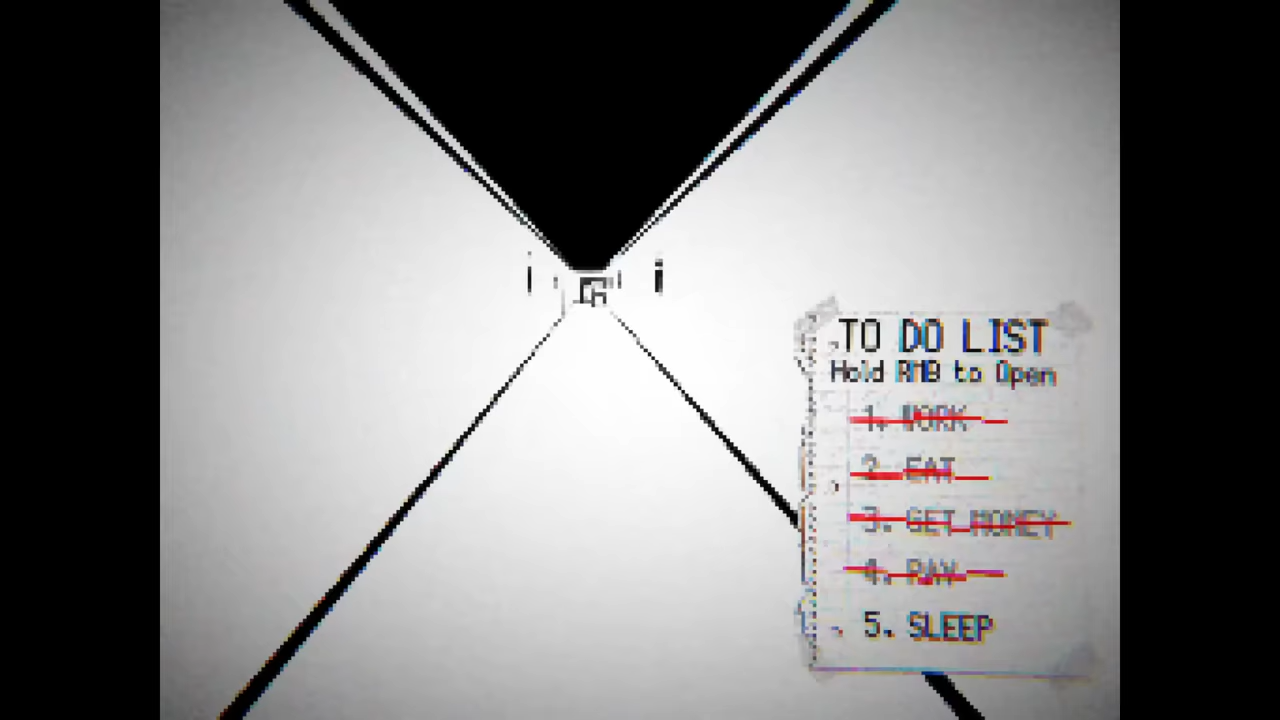 TO DO LIST
Hold RMB to Open
1. WORK
2. EAT
3. GET MONEY
4. PAY
5. SLEEP